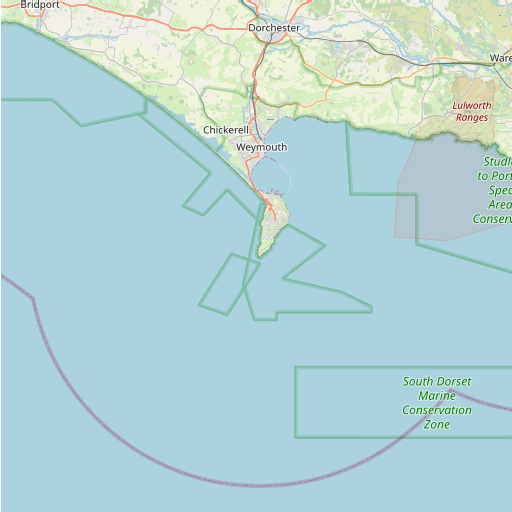 Bridport
Dorchester
Ware
Lulworth
Ranges
Chickerell
Weymouth
Studl
to Port
Spec
Area
Conserv
South Dorset
Marine
Conservation
Zone